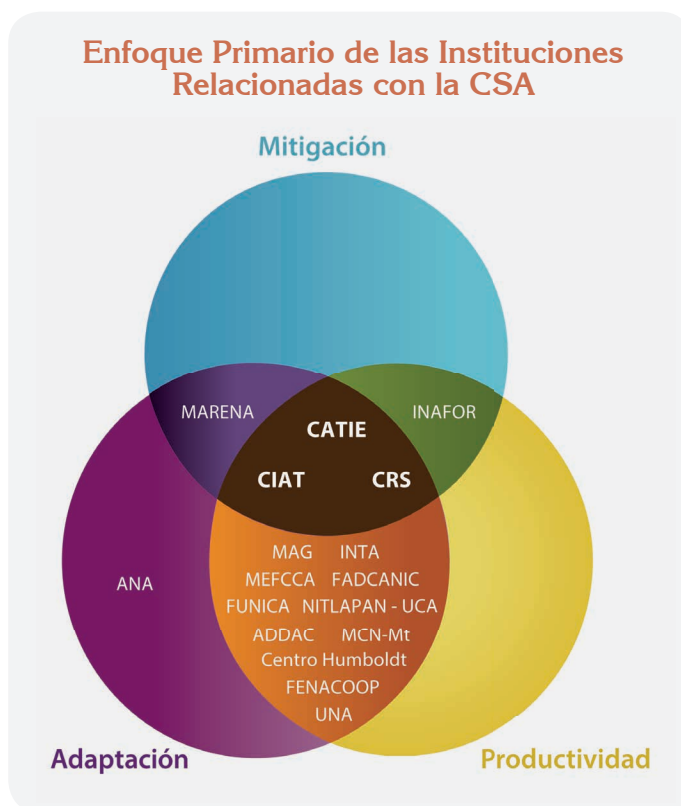 Enfoque Primario de las Instituciones
Relacionadas con la CSA
Mitigación
MARENA
INAFOR
CATIE
CIAT CRS
MAG INTA
ANA
MEFCCA FADCANIC
FUNICA NITLAPAN - UCA
ADDAC MCN-Mt
Centro Humboldt
FENACOOP
UNA
Adaptación
Productividad